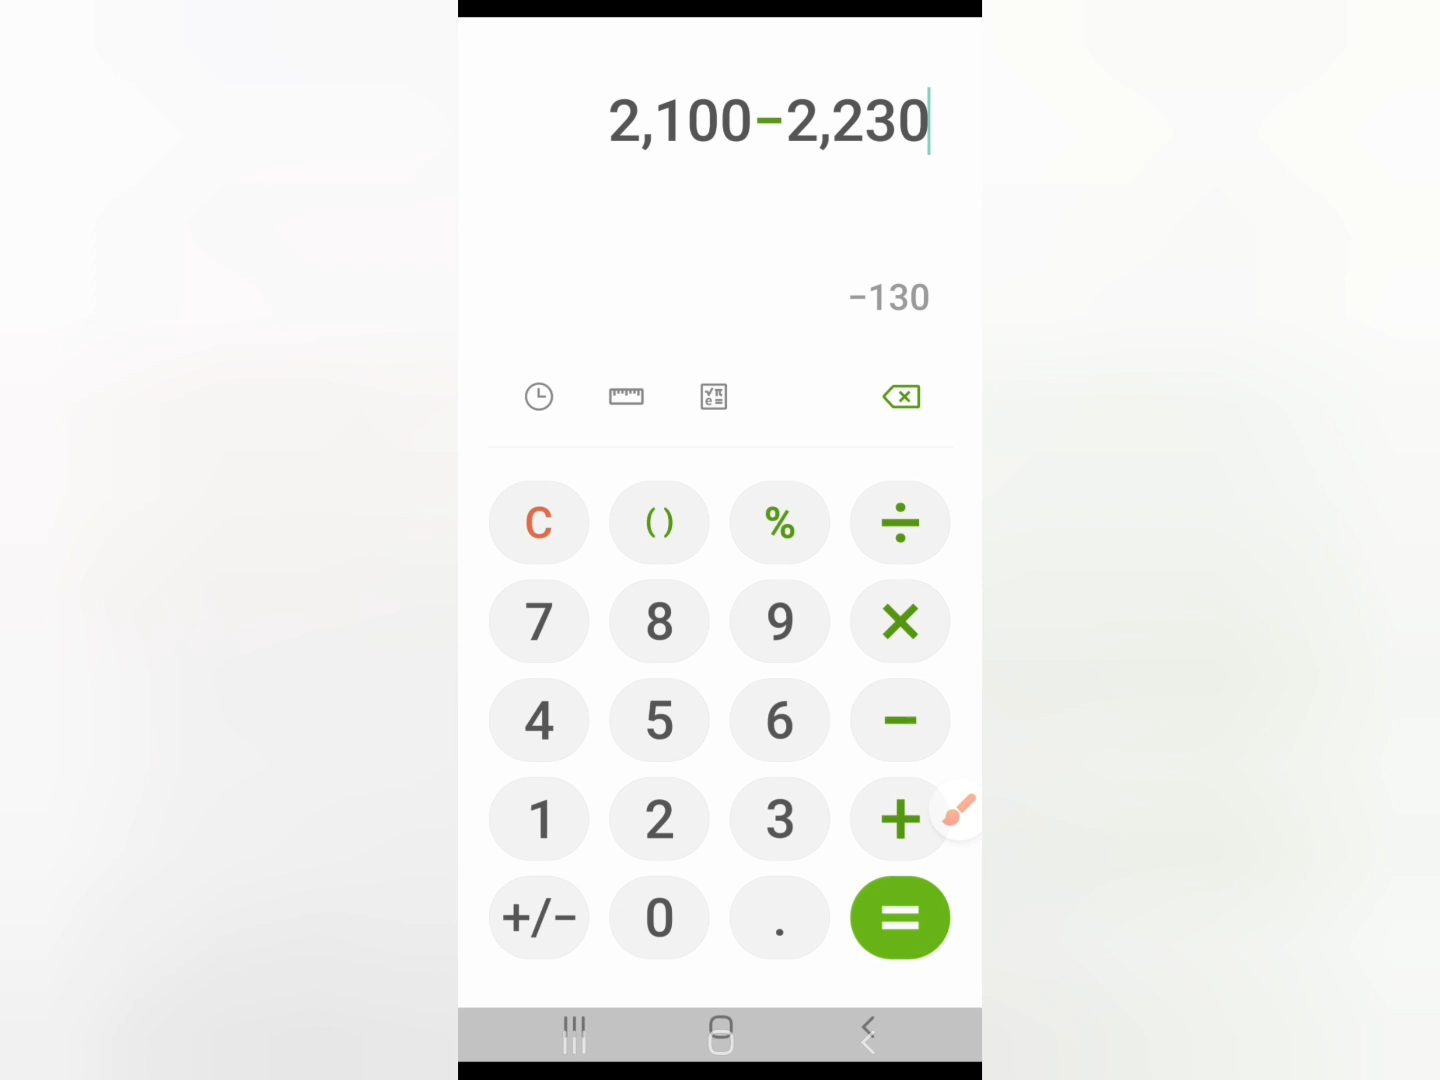 2,100−2,230
−130
C () % ÷
7 8 9 ×
4 5 6 −
1 2 3 +
+/− 0 . =